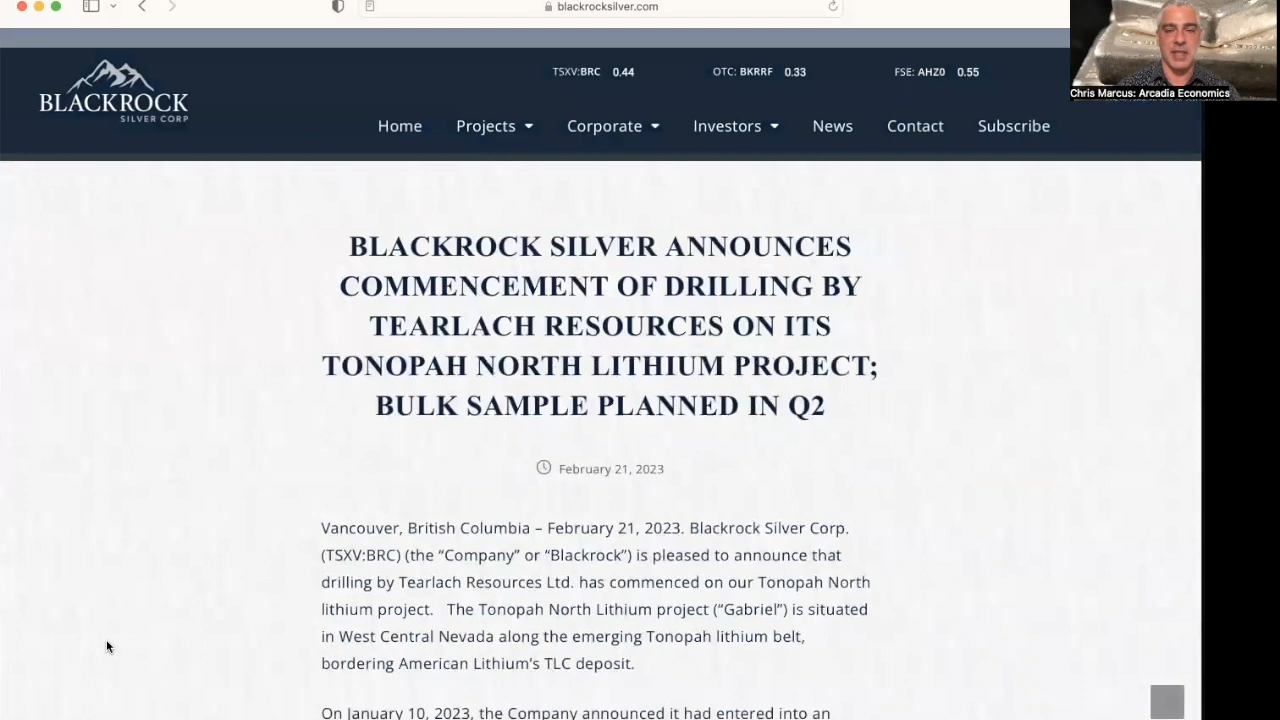 blackrocksilver.com
Chris Marcus: Arcadia Economics
BLACKROCK
SILVER CORP
TSXV:BRC 0.44 OTC: BKRRF 0.33 FSE: AHZ0 0.55
Home Projects Corporate Investors News Contact Subscribe
BLACKROCK SILVER ANNOUNCES
COMMENCEMENT OF DRILLING BY
TEARLACH RESOURCES ON ITS
TONOPAH NORTH LITHIUM PROJECT;
BULK SAMPLE PLANNED IN Q2
February 21, 2023
Vancouver, British Columbia – February 21, 2023. Blackrock Silver Corp.
(TSXV:BRC) (the “Company” or “Blackrock”) is pleased to announce that
drilling by Tearlach Resources Ltd. has commenced on our Tonopah North
lithium project. The Tonopah North Lithium project (“Gabriel”) is situated
in West Central Nevada along the emerging Tonopah lithium belt,
bordering American Lithium’s TLC deposit.
On January 10, 2023, the Company announced it had entered into an